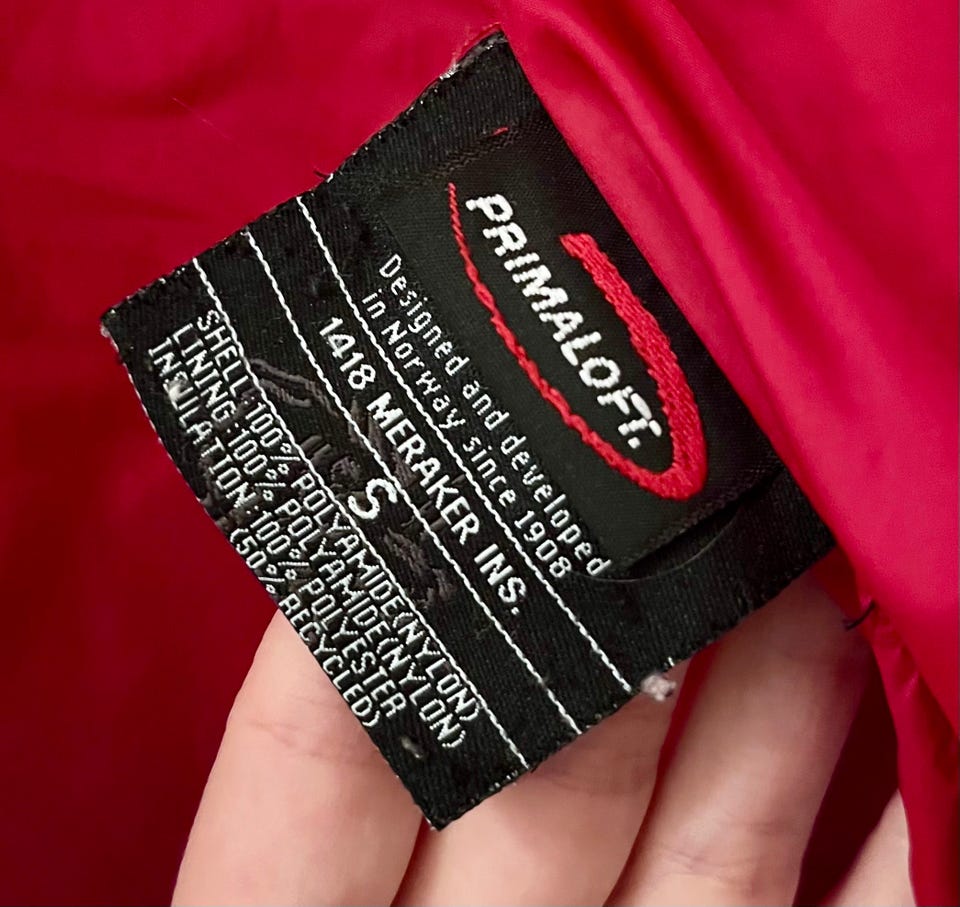 PRIMALOFT.
Designed and developed
in Norway since 1908
1418 MERAKER INS.
S
SHELL:100% POLYAMIDE(NYLON)
LINING:100% POLYAMIDE(NYLON)
INSULATION:100% POLYESTER
(50% RECYCLED)